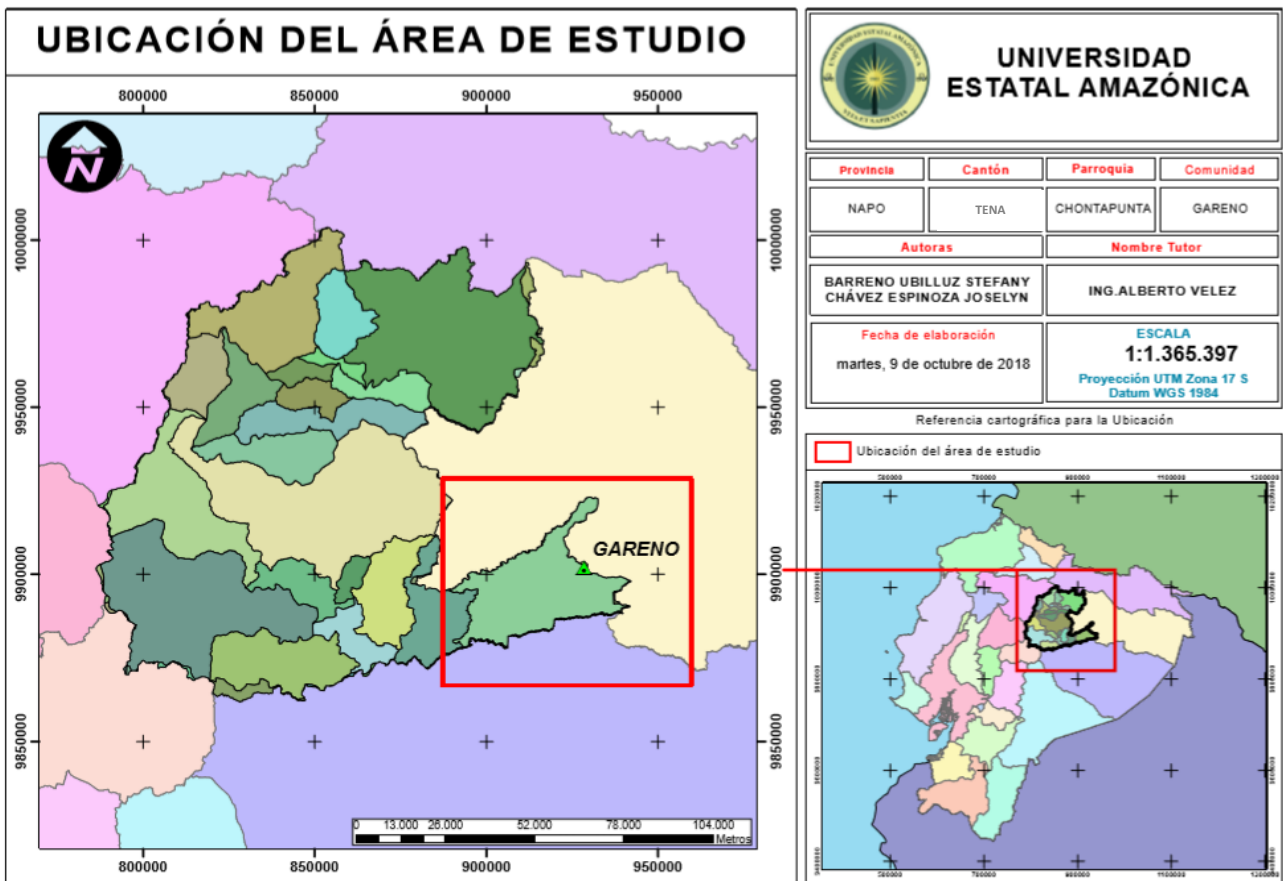 UBICACIÓN DEL ÁREA DE ESTUDIO
800000 850000 900000 950000
N
10000000 10000000
9950000 9950000
GARENO
9900000 9900000
9850000 9850000
0 13.000 26.000 52.000 78.000 104.000
Metros
800000 850000 900000 950000
UNIVERSIDAD
ESTATAL AMAZÓNICA
Provincia Cantón Parroquia Comunidad
NAPO TENA CHONTAPUNTA GARENO
Autoras Nombre Tutor
BARRENO UBILLUZ STEFANY
CHÁVEZ ESPINOZA JOSELYN
ING.ALBERTO VELEZ
Fecha de elaboración
martes, 9 de octubre de 2018
ESCALA
1:1.365.397
Proyección UTM Zona 17 S
Datum WGS 1984
Referencia cartográfica para la Ubicación
Ubicación del área de estudio